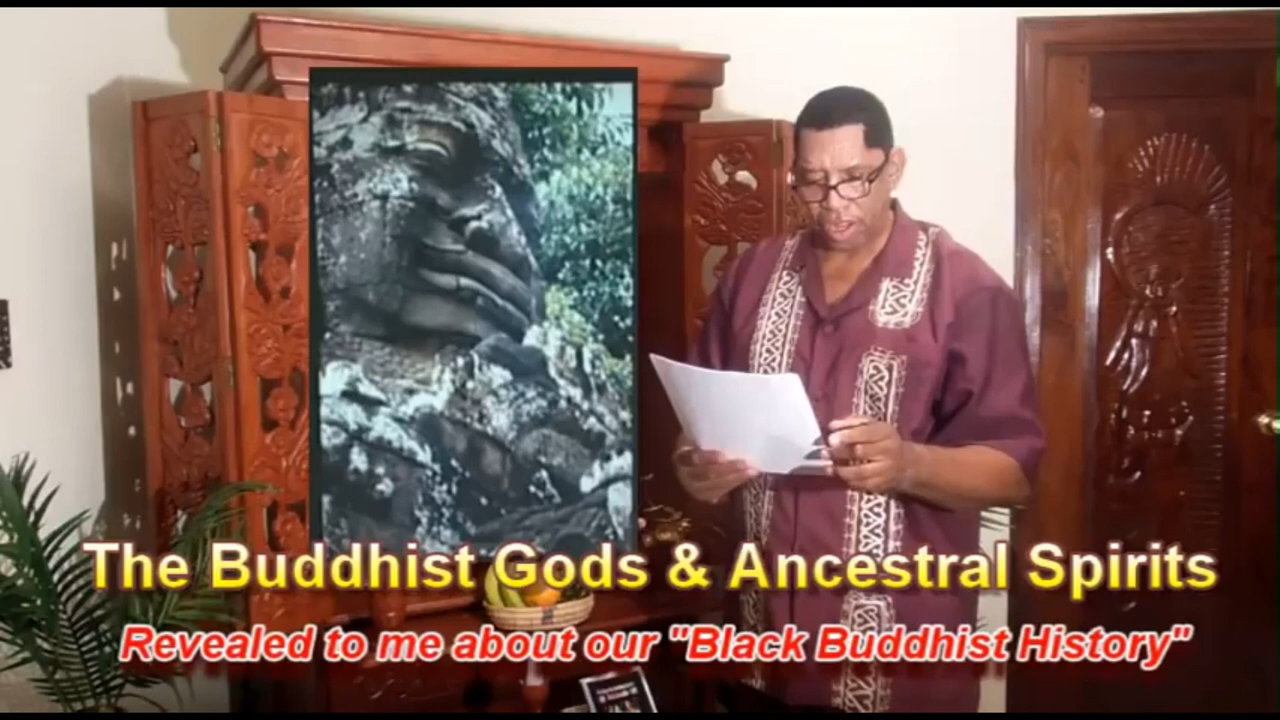 The Buddhist Gods & Ancestral Spirits
Revealed to me about our "Black Buddhist History"